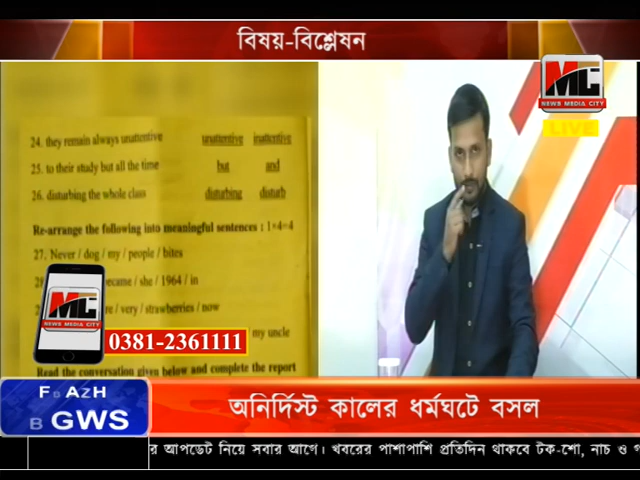 বিষয়-বিশ্লেষন
MC
NEWS MEDIA CITY
LIVE
24. they remain always unattentive unattentive inattentive
25. to their study but all the time but and
26. disturbing the whole class disturbing disturb
Re-arrange the following into meaningful sentences : 1×4=4
27. Never / dog / my / people / bites
/ she / 1964 / in
/ very / strawberries / now
my uncle
Read the conversation given below and complete the report
MC
NEWS MEDIA CITY
0381-2361111
GWS
অনির্দিস্ট কালের ধর্মঘটে বসল
র আপডেট নিয়ে সবার আগে। খবরের পাশাপাশি প্রতিদিন থাকবে টক-শো, নাচ ও